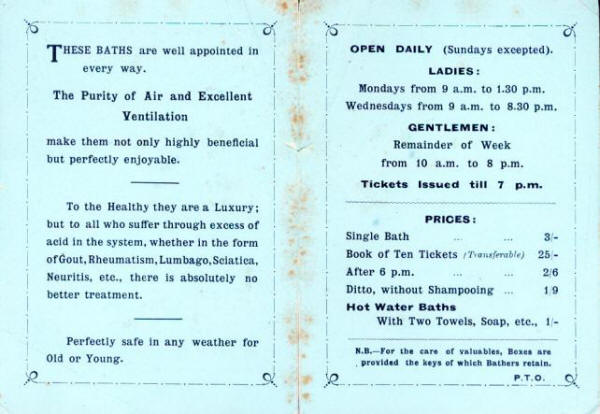 THESE BATHS are well appointed in
every way.
The Purity of Air and Excellent
Ventilation
make them not only highly beneficial
but perfectly enjoyable.
To the Healthy they are a Luxury;
but to all who suffer through excess of
acid in the system, whether in the form
of Gout, Rheumatism, Lumbago, Sciatica,
Neuritis, etc., there is absolutely no
better treatment.
Perfectly safe in any weather for
Old or Young.
OPEN DAILY (Sundays excepted).
LADIES:
Mondays from 9 a.m. to 1.30 p.m.
Wednesdays from 9 a.m. to 8.30 p.m.
GENTLEMEN:
Remainder of Week
from 10 a.m. to 8 p.m.
Tickets Issued till 7 p.m.
PRICES:
Single Bath ... ... 3/-
Book of Ten Tickets (Transferable) 25/-
After 6 p.m. ... ... 2/6
Ditto, without Shampooing ... 1/9
Hot Water Baths
With Two Towels, Soap, etc., 1/-
N.B.—For the care of valuables, Boxes are
provided the keys of which Bathers retain.
P.T.O.